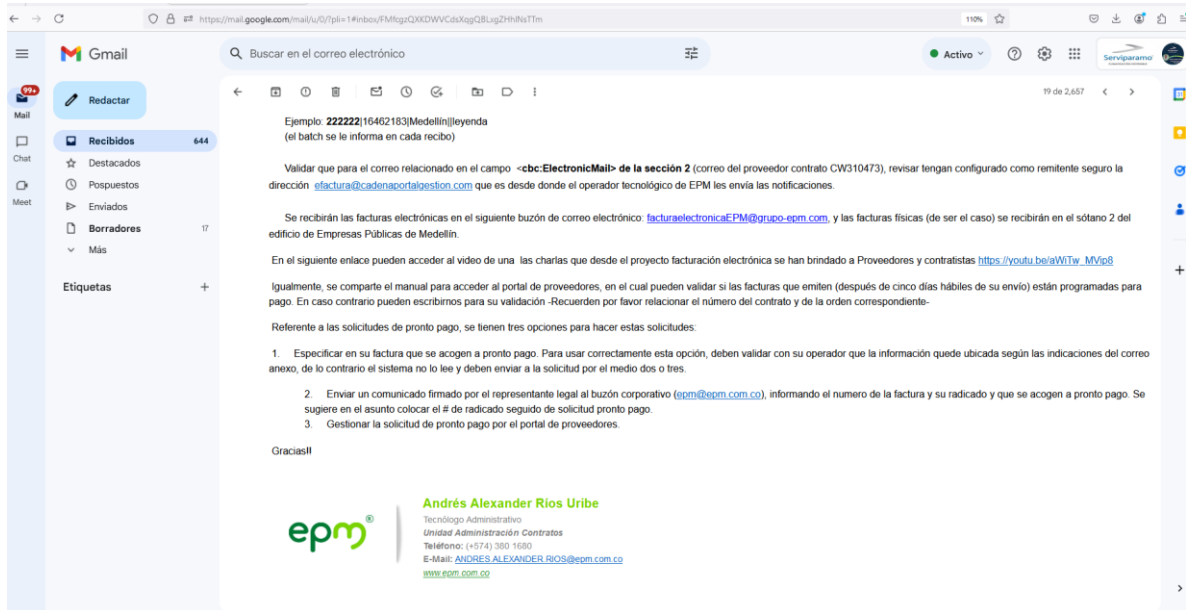 https://mail.google.com/mail/u/0/?pli=1#inbox/FMfcgzQXKDWVCdsXqgQBLxgZHhlNsTTm
110%
Gmail
Buscar en el correo electrónico
Activo
Serviparamo
99+
Mail
Chat
Meet
Redactar
Recibidos 644
Destacados
Pospuestos
Enviados
Borradores 17
Más
Etiquetas
19 de 2,657
Ejemplo: 222222|16462183|Medellín||leyenda
(el batch se le informa en cada recibo)
Validar que para el correo relacionado en el campo <cbc:ElectronicMail> de la sección 2 (correo del proveedor contrato CW310473), revisar tengan configurado como remitente seguro la
dirección efactura@cadenaportalgestion.com que es desde donde el operador tecnológico de EPM les envía las notificaciones.
Se recibirán las facturas electrónicas en el siguiente buzón de correo electrónico: facturaelectronicaEPM@grupo-epm.com, y las facturas físicas (de ser el caso) se recibirán en el sótano 2 del
edificio de Empresas Públicas de Medellín.
En el siguiente enlace pueden acceder al video de una las charlas que desde el proyecto facturación electrónica se han brindado a Proveedores y contratistas https://youtu.be/aWiTw_MVip8
Igualmente, se comparte el manual para acceder al portal de proveedores, en el cual pueden validar si las facturas que emiten (después de cinco días hábiles de su envío) están programadas para
pago. En caso contrario pueden escribirnos para su validación -Recuerden por favor relacionar el número del contrato y de la orden correspondiente-
Referente a las solicitudes de pronto pago, se tienen tres opciones para hacer estas solicitudes:
1. Especificar en su factura que se acogen a pronto pago. Para usar correctamente esta opción, deben validar con su operador que la información quede ubicada según las indicaciones del correo
anexo, de lo contrario el sistema no lo lee y deben enviar a la solicitud por el medio dos o tres.
2. Enviar un comunicado firmado por el representante legal al buzón corporativo (epm@epm.com.co), informando el numero de la factura y su radicado y que se acogen a pronto pago. Se
sugiere en el asunto colocar el # de radicado seguido de solicitud pronto pago.
3. Gestionar la solicitud de pronto pago por el portal de proveedores.
Gracias!!
epm®
Andrés Alexander Ríos Uribe
Tecnólogo Administrativo
Unidad Administración Contratos
Teléfono: (+574) 380 1680
E-Mail: ANDRES.ALEXANDER.RIOS@epm.com.co
www.epm.com.co